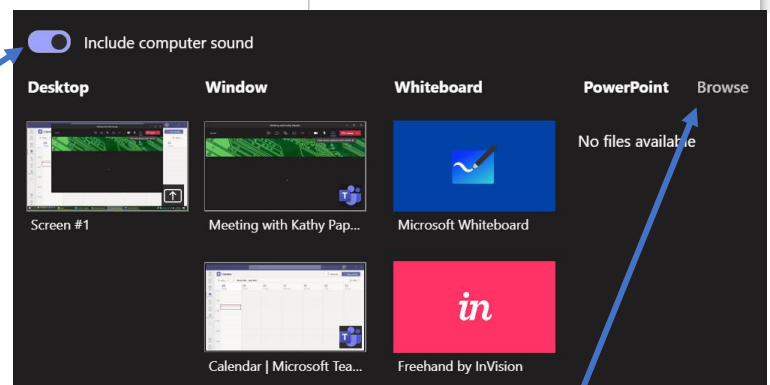 Include computer sound
Desktop Window Whiteboard PowerPoint Browse
No files available
Screen #1 Meeting with Kathy Pap... Microsoft Whiteboard
in
Calendar | Microsoft Tea... Freehand by InVision